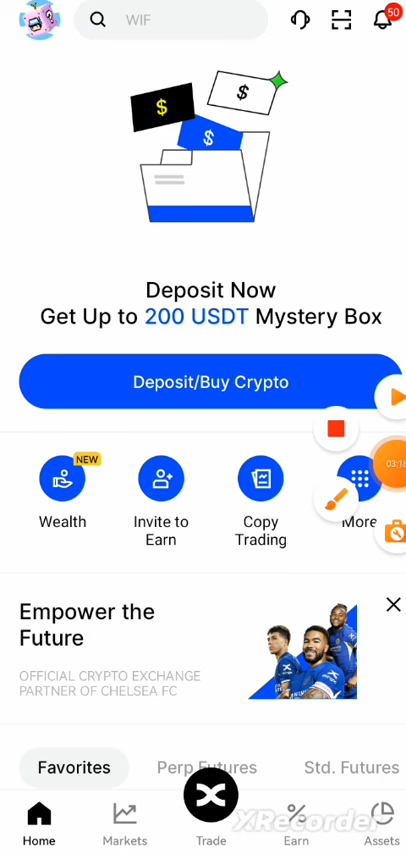 WIF
50
$
$
$
Deposit Now
Get Up to 200 USDT Mystery Box
Deposit/Buy Crypto
03:18
NEW
Wealth
Invite to
Earn
Copy
Trading
More
Empower the
Future
OFFICIAL CRYPTO EXCHANGE
PARTNER OF CHELSEA FC
Favorites
Perp Futures
Std. Futures
XRecorder
Home
Markets
Trade
Earn
Assets